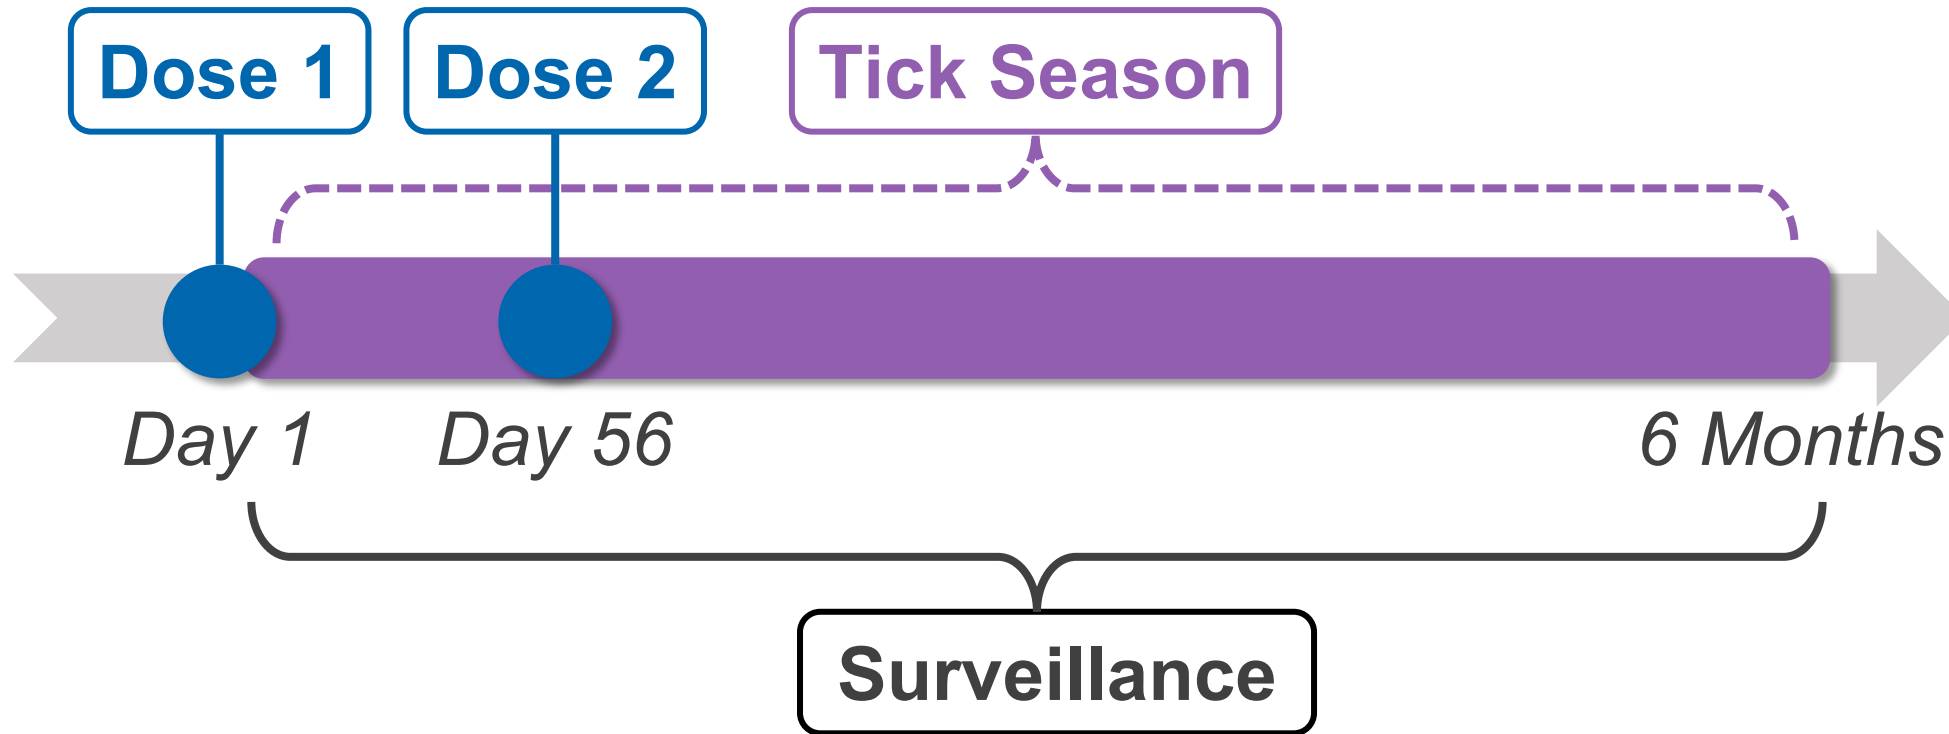 Dose 1
Dose 2
Tick Season
Day 1
Day 56
6 Months
Surveillance